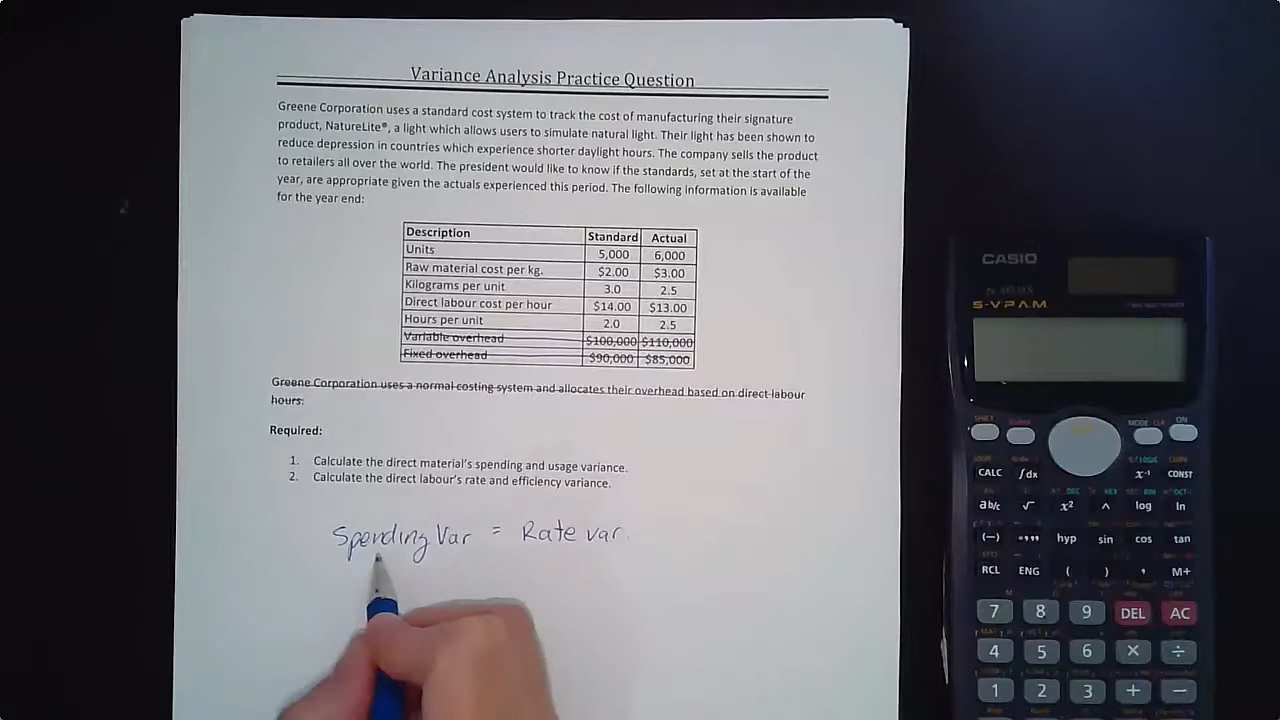 Variance Analysis Practice Question
Greene Corporation uses a standard cost system to track the cost of manufacturing their signature
product, NatureLite®, a light which allows users to simulate natural light. Their light has been shown to
reduce depression in countries which experience shorter daylight hours. The company sells the product
to retailers all over the world. The president would like to know if the standards, set at the start of the
year, are appropriate given the actuals experienced this period. The following information is available
for the year end:
Description Standard Actual
Units 5,000 6,000
Raw material cost per kg. $2.00 $3.00
Kilograms per unit 3.0 2.5
Direct labour cost per hour $14.00 $13.00
Hours per unit 2.0 2.5
Variable overhead $100,000 $110,000
Fixed overhead $90,000 $85,000
Greene Corporation uses a normal costing system and allocates their overhead based on direct labour
hours.
Required:
1. Calculate the direct material's spending and usage variance.
2. Calculate the direct labour's rate and efficiency variance.
Spending Var = Rate var.
CASIO
S-V.P.A.M.
SHIFT MODE CLR ON
CALC ∫dx x⁻¹ CONST
ab/c √ x² ^ log ln
(−) °,,, hyp sin cos tan
RCL ENG ( ) , M+
7 8 9 DEL AC
4 5 6 × ÷
1 2 3 + −